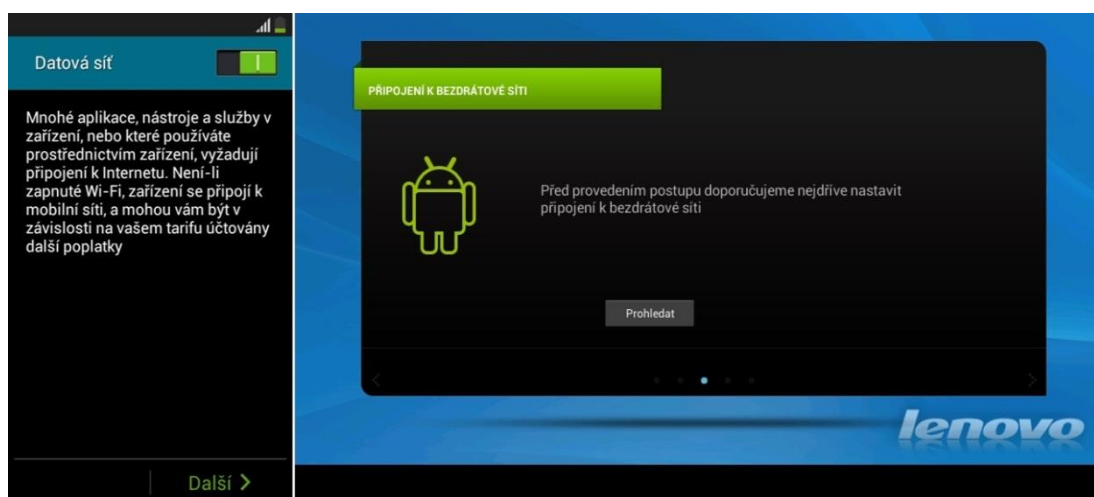 Datová síť
Mnohé aplikace, nástroje a služby v
zařízení, nebo které používáte
prostřednictvím zařízení, vyžadují
připojení k Internetu. Není-li
zapnuté Wi-Fi, zařízení se připojí k
mobilní síti, a mohou vám být v
závislosti na vašem tarifu účtovány
další poplatky
Další
PŘIPOJENÍ K BEZDRÁTOVÉ SÍTI
Před provedením postupu doporučujeme nejdříve nastavit
připojení k bezdrátové síti
Prohledat
lenovo